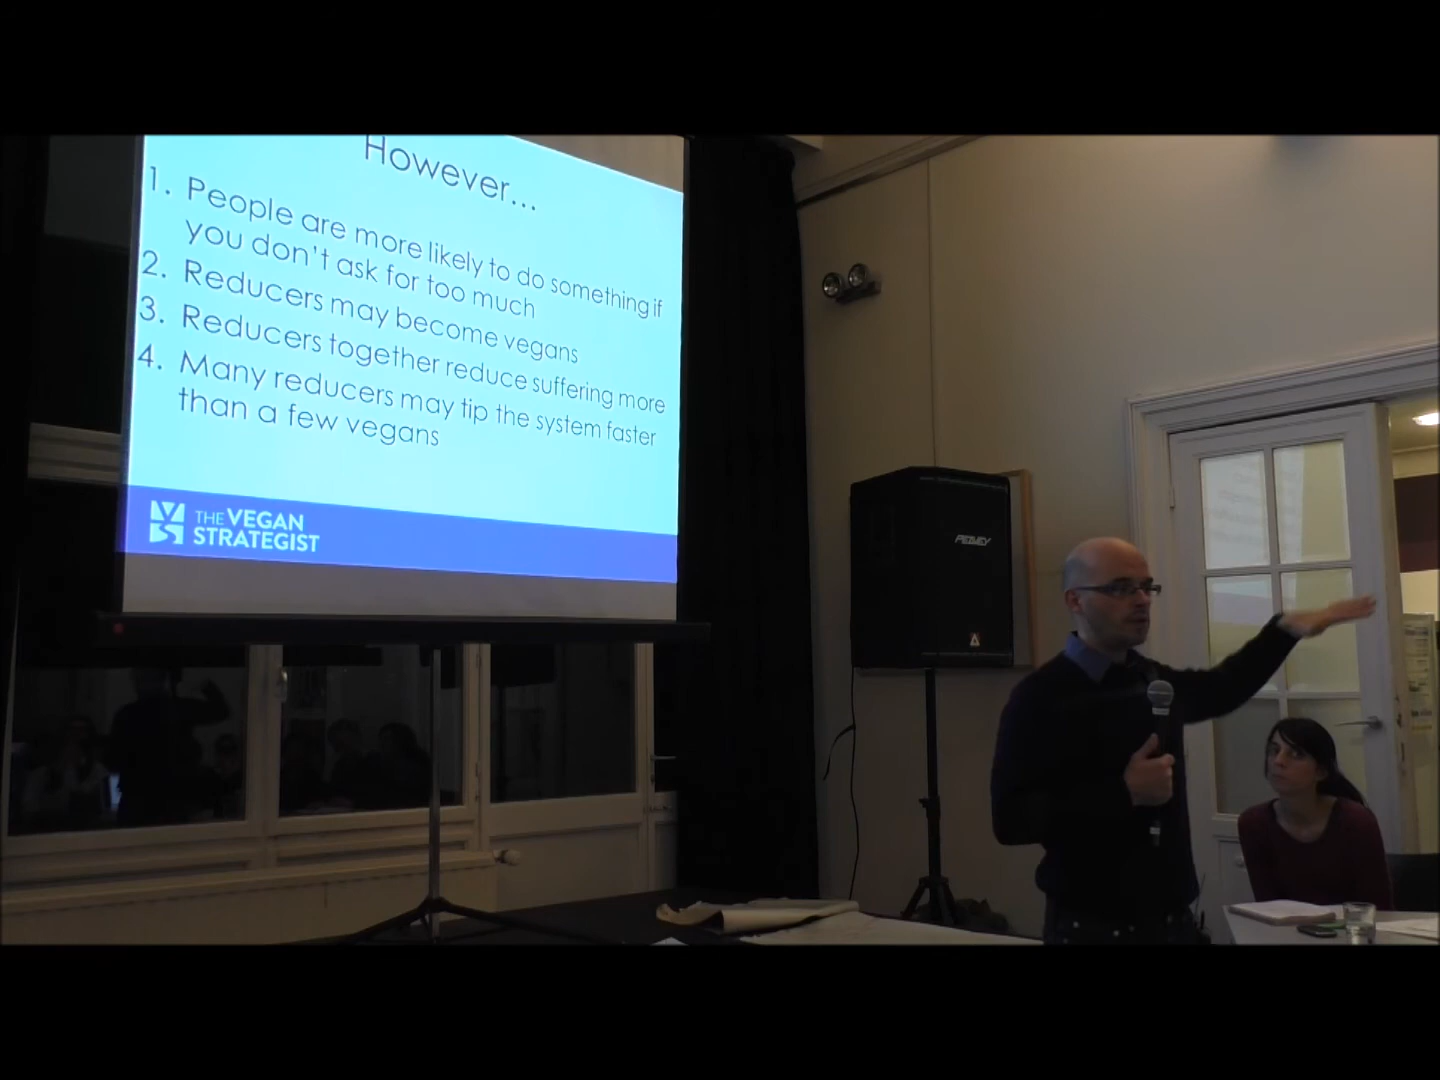 However...
1. People are more likely to do something if
you don't ask for too much
2. Reducers may become vegans
3. Reducers together reduce suffering more
4. Many reducers may tip the system faster
than a few vegans
THE VEGAN
STRATEGIST
PEAVEY